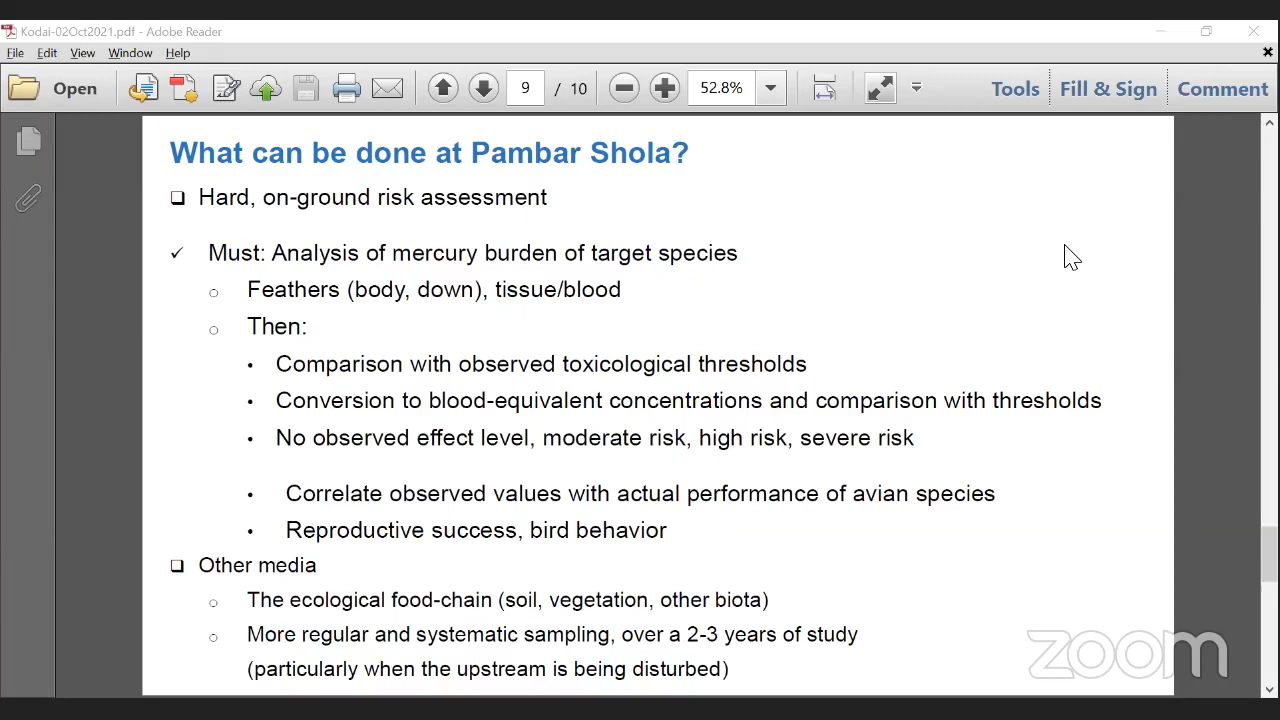 Kodai-02Oct2021.pdf - Adobe Reader
File Edit View Window Help
Open 9 / 10 52.8% Tools Fill & Sign Comment
What can be done at Pambar Shola?
Hard, on-ground risk assessment
Must: Analysis of mercury burden of target species
Feathers (body, down), tissue/blood
Then:
Comparison with observed toxicological thresholds
Conversion to blood-equivalent concentrations and comparison with thresholds
No observed effect level, moderate risk, high risk, severe risk
Correlate observed values with actual performance of avian species
Reproductive success, bird behavior
Other media
The ecological food-chain (soil, vegetation, other biota)
More regular and systematic sampling, over a 2-3 years of study
(particularly when the upstream is being disturbed)
zoom